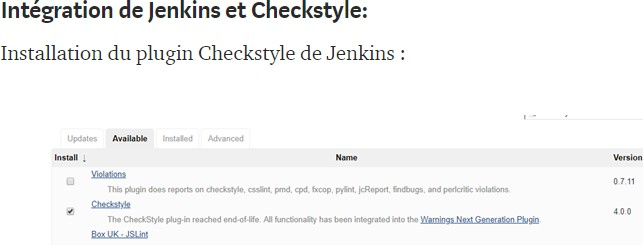 Intégration de Jenkins et Checkstyle:
Installation du plugin Checkstyle de Jenkins :
Updates Available Installed Advanced
Install ↓ Name Version
Violations
This plugin does reports on checkstyle, csslint, pmd, cpd, fxcop, pylint, jcReport, findbugs, and perlcritic violations.
0.7.11
Checkstyle
The CheckStyle plug-in reached end-of-life. All functionality has been integrated into the Warnings Next Generation Plugin.
4.0.0
Box UK - JSLint